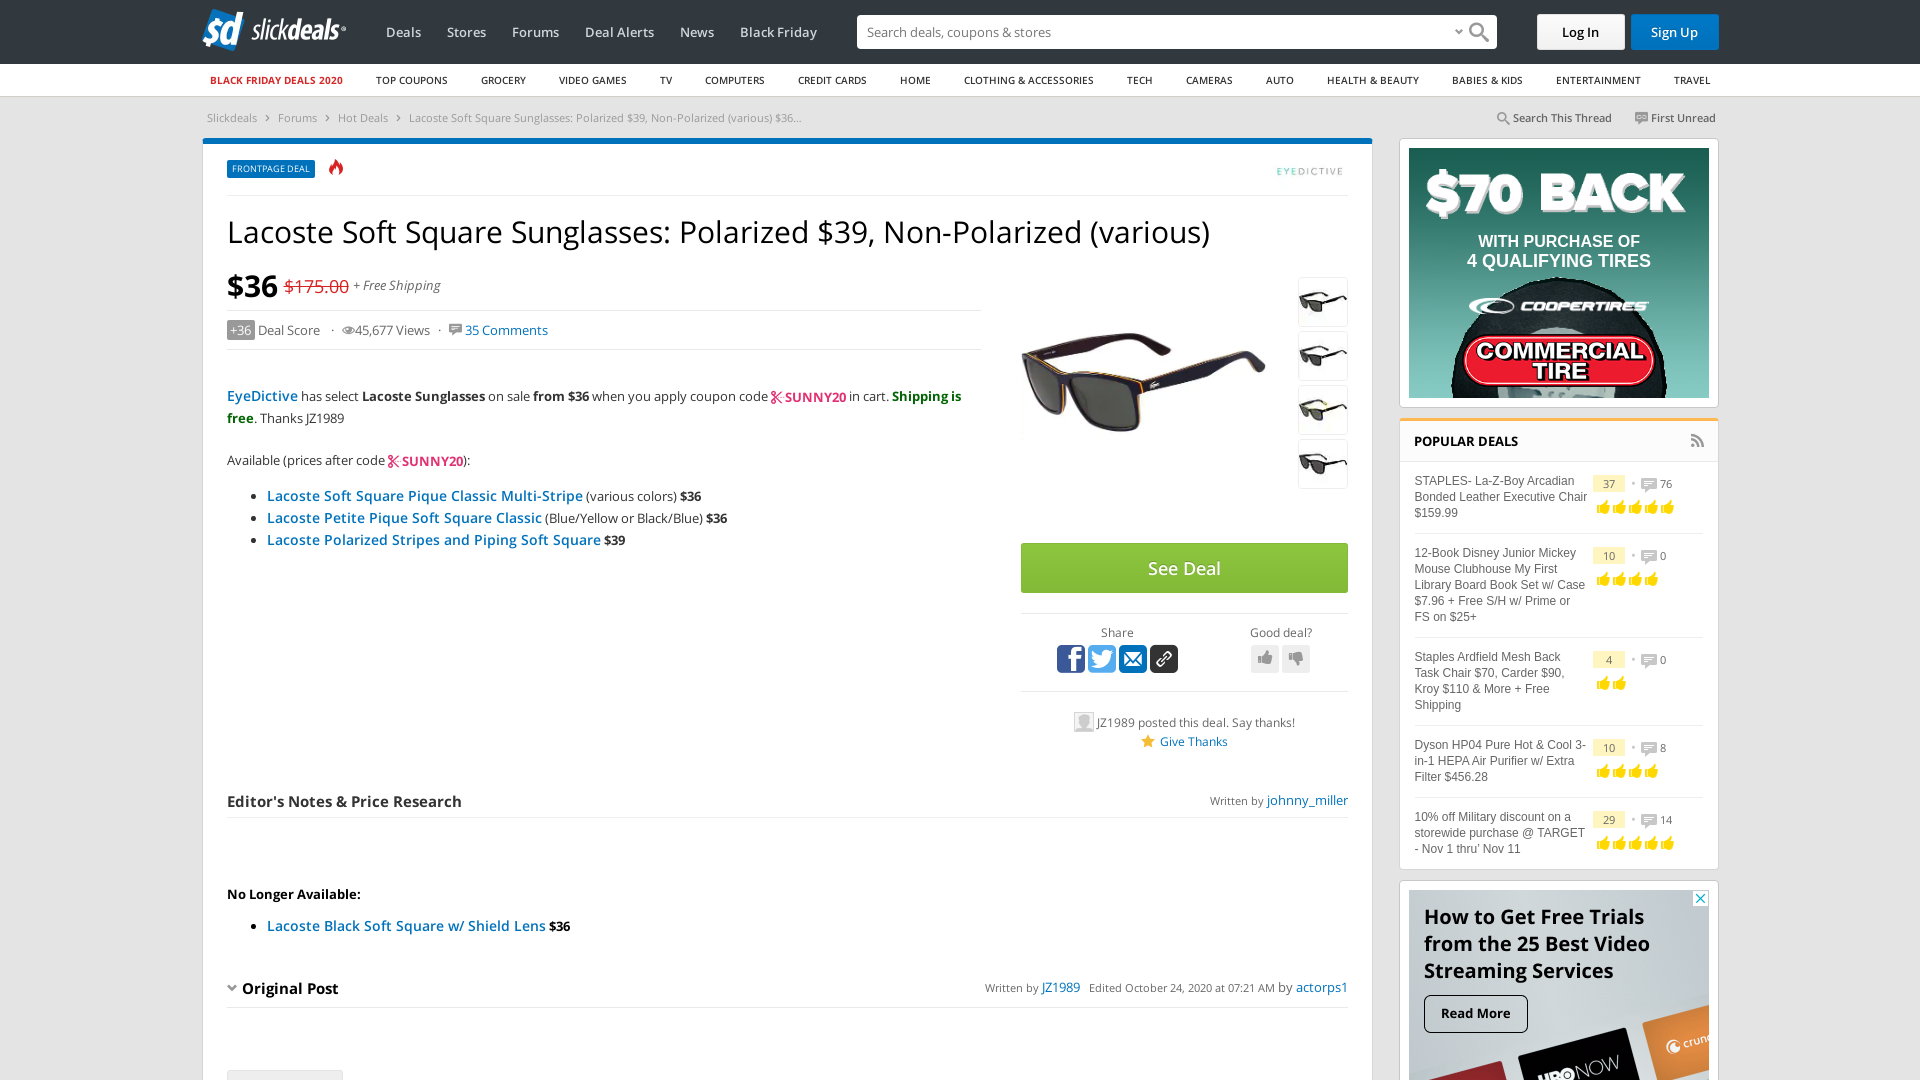 sd slickdeals®
Deals
Stores
Forums
Deal Alerts
News
Black Friday
Search deals, coupons & stores
Log In
Sign Up
BLACK FRIDAY DEALS 2020
TOP COUPONS
GROCERY
VIDEO GAMES
TV
COMPUTERS
CREDIT CARDS
HOME
CLOTHING & ACCESSORIES
TECH
CAMERAS
AUTO
HEALTH & BEAUTY
BABIES & KIDS
ENTERTAINMENT
TRAVEL
Slickdeals › Forums › Hot Deals › Lacoste Soft Square Sunglasses: Polarized $39, Non-Polarized (various) $36...
Search This Thread
First Unread
FRONTPAGE DEAL
EYEDICTIVE
Lacoste Soft Square Sunglasses: Polarized $39, Non-Polarized (various)
$36 $175.00 + Free Shipping
+36 Deal Score · 45,677 Views · 35 Comments
EyeDictive has select Lacoste Sunglasses on sale from $36 when you apply coupon code SUNNY20 in cart. Shipping is
free. Thanks JZ1989
Available (prices after code SUNNY20):
• Lacoste Soft Square Pique Classic Multi-Stripe (various colors) $36
• Lacoste Petite Pique Soft Square Classic (Blue/Yellow or Black/Blue) $36
• Lacoste Polarized Stripes and Piping Soft Square $39
See Deal
Share
Good deal?
JZ1989 posted this deal. Say thanks!
Give Thanks
Editor's Notes & Price Research
Written by johnny_miller
No Longer Available:
• Lacoste Black Soft Square w/ Shield Lens $36
Original Post
Written by JZ1989 Edited October 24, 2020 at 07:21 AM by actorps1
$70 BACK
WITH PURCHASE OF
4 QUALIFYING TIRES
COOPERTIRES
COMMERCIAL
TIRE
POPULAR DEALS
STAPLES- La-Z-Boy Arcadian
Bonded Leather Executive Chair
$159.99
37 • 76
12-Book Disney Junior Mickey
Mouse Clubhouse My First
Library Board Book Set w/ Case
$7.96 + Free S/H w/ Prime or
FS on $25+
10 • 0
Staples Ardfield Mesh Back
Task Chair $70, Carder $90,
Kroy $110 & More + Free
Shipping
4 • 0
Dyson HP04 Pure Hot & Cool 3-
in-1 HEPA Air Purifier w/ Extra
Filter $456.28
10 • 8
10% off Military discount on a
storewide purchase @ TARGET
- Nov 1 thru' Nov 11
29 • 14
How to Get Free Trials
from the 25 Best Video
Streaming Services
Read More
HBO NOW
crun